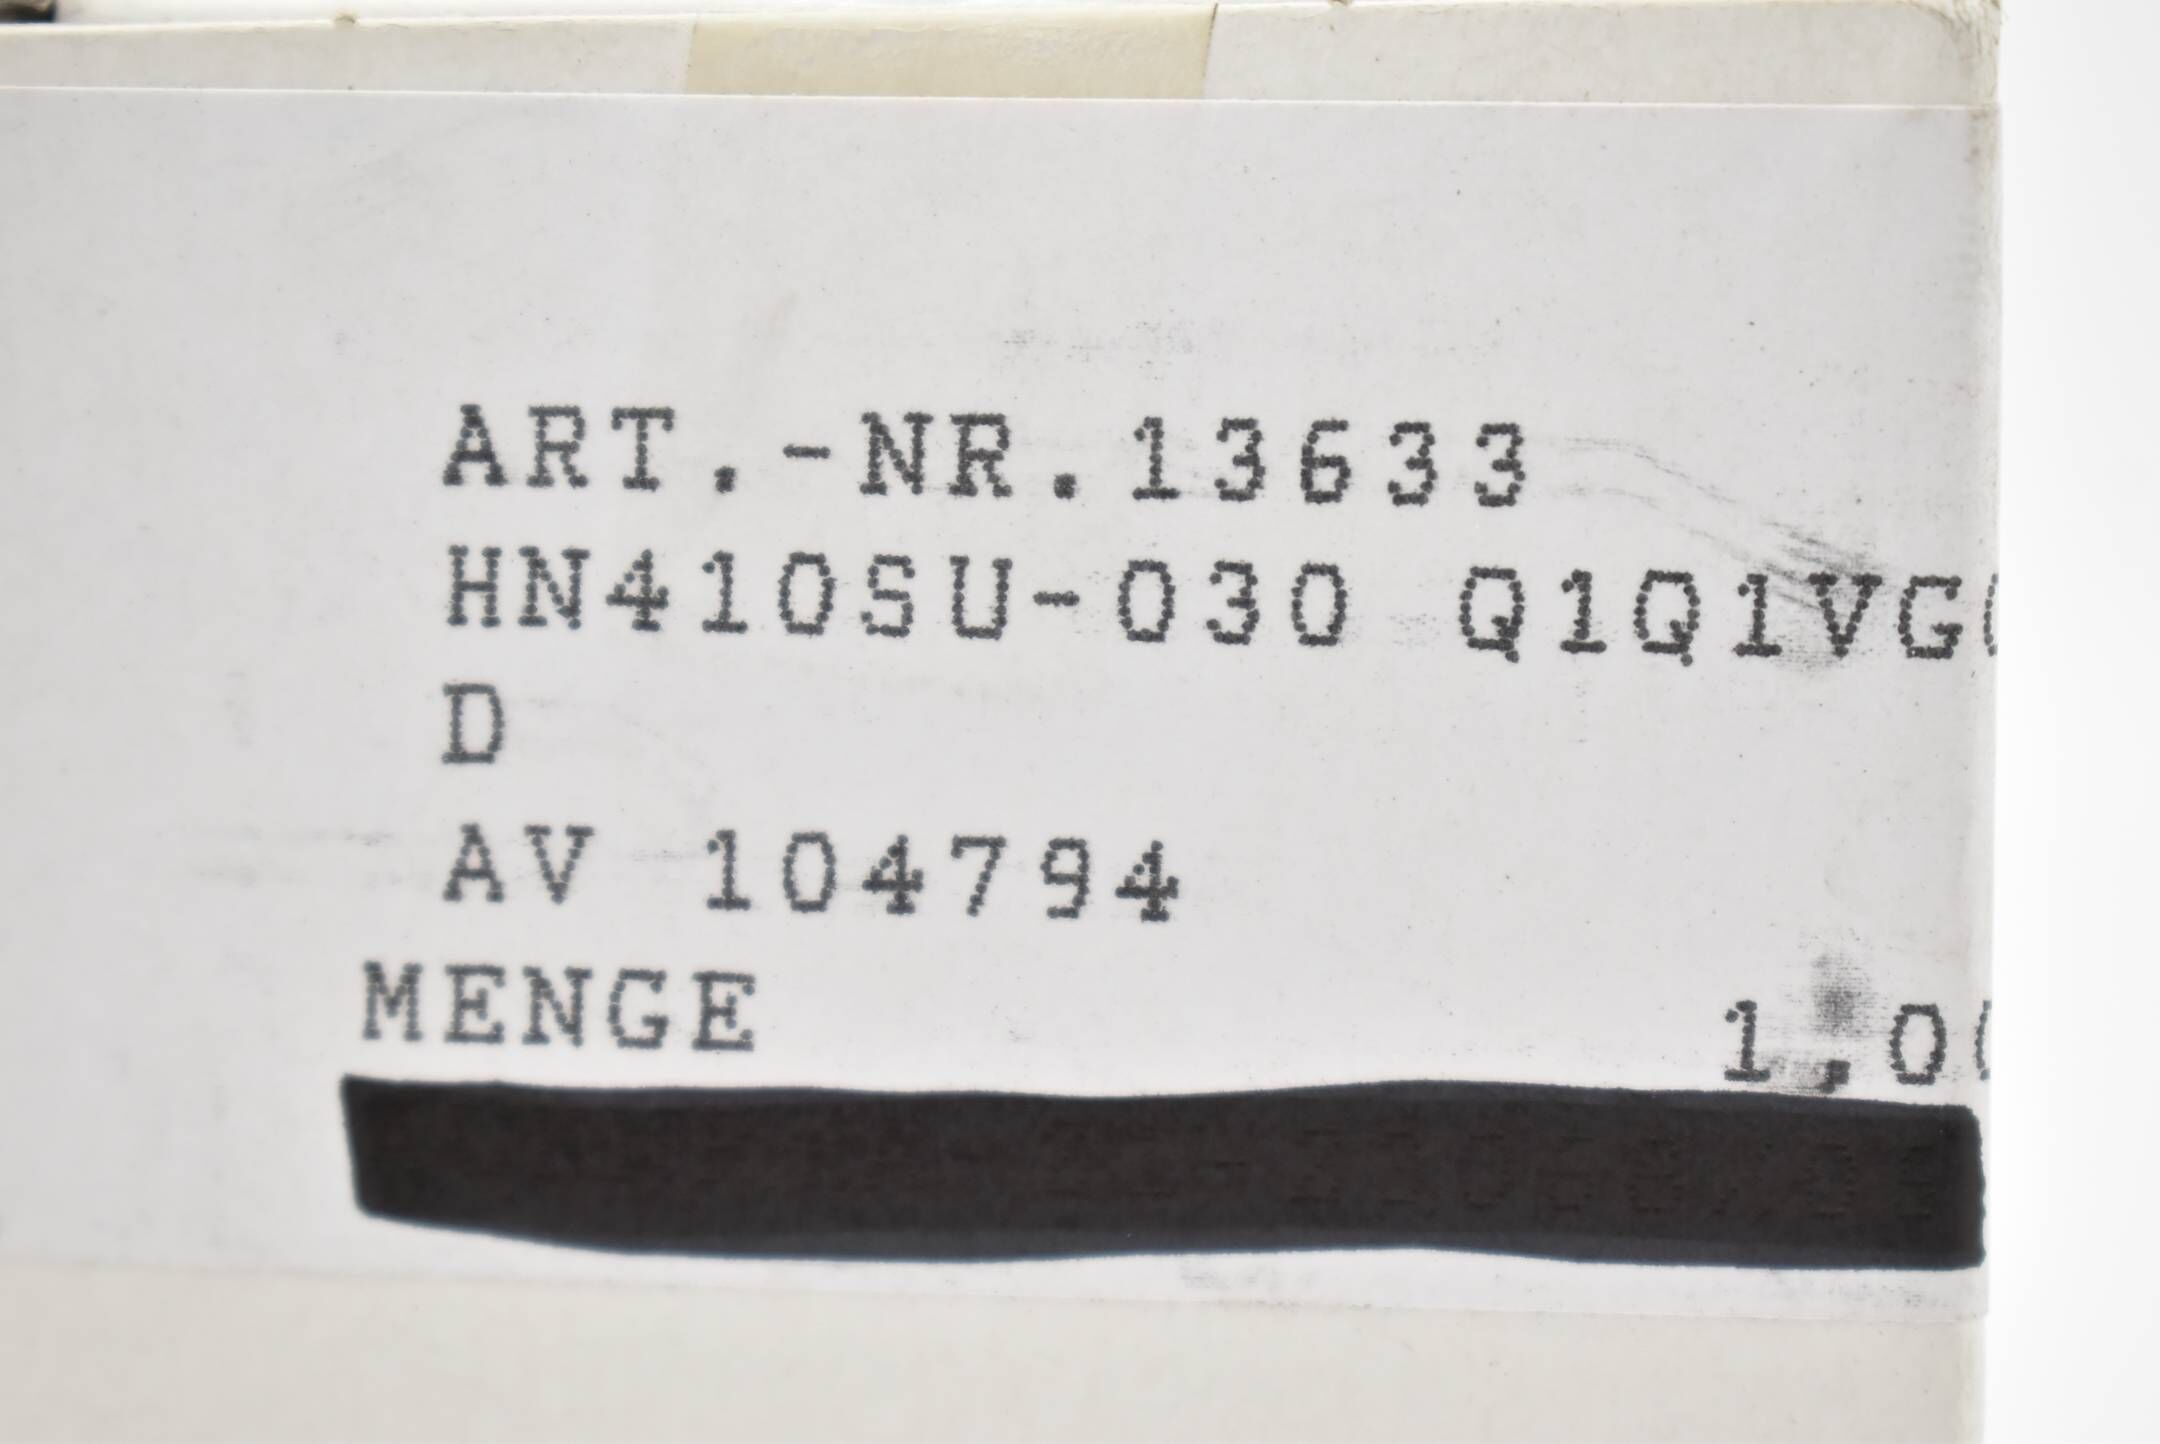 ART.-NR.13633
HN410SU-030 Q1Q1VG
D
AV 104794
MENGE 1,0